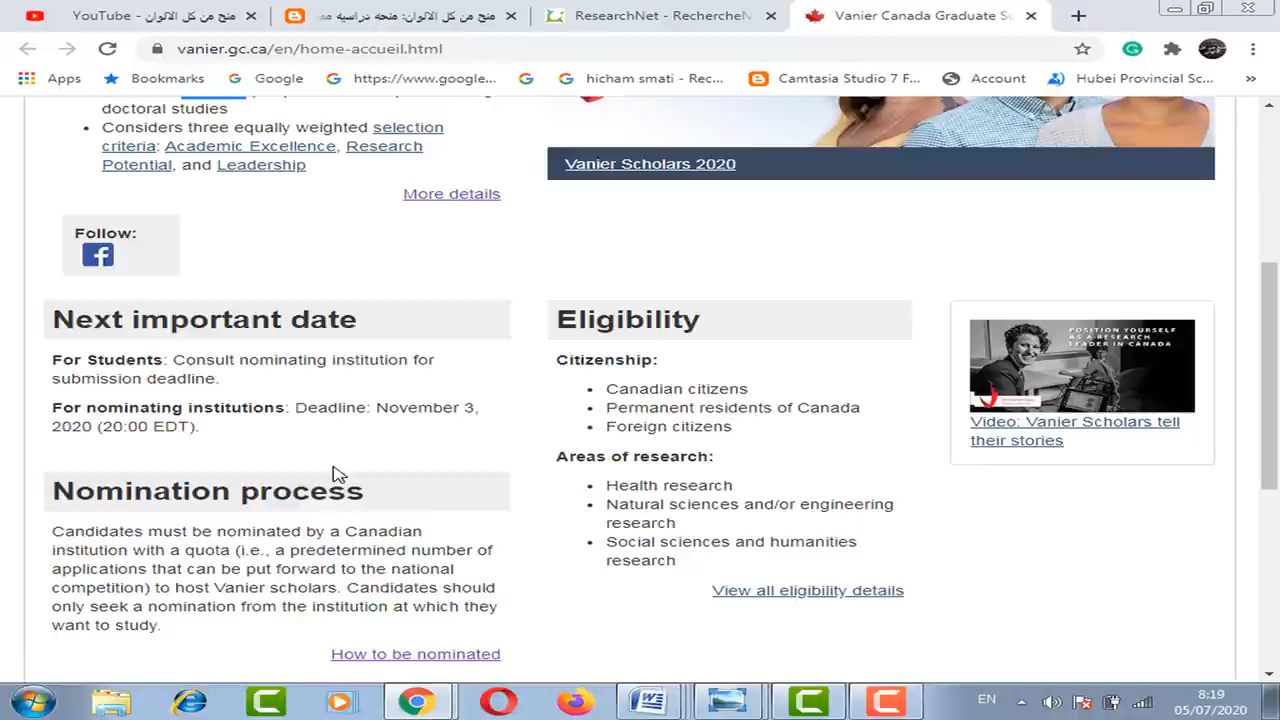 YouTube - منح من كل الالوان
منح من كل الالوان: منحه دراسيه
ResearchNet - RechercheN
Vanier Canada Graduate Sc
vanier.gc.ca/en/home-accueil.html
Apps
Bookmarks
Google
https://www.google...
hicham smati - Rec...
Camtasia Studio 7 F...
Account
Hubei Provincial Sc...
»
doctoral studies
• Considers three equally weighted selection
criteria: Academic Excellence, Research
Potential, and Leadership
More details
Vanier Scholars 2020
Follow:
Next important date
For Students: Consult nominating institution for
submission deadline.
For nominating institutions: Deadline: November 3,
2020 (20:00 EDT).
Nomination process
Candidates must be nominated by a Canadian
institution with a quota (i.e., a predetermined number of
applications that can be put forward to the national
competition) to host Vanier scholars. Candidates should
only seek a nomination from the institution at which they
want to study.
How to be nominated
Eligibility
Citizenship:
• Canadian citizens
• Permanent residents of Canada
• Foreign citizens
Areas of research:
• Health research
• Natural sciences and/or engineering
research
• Social sciences and humanities
research
View all eligibility details
POSITION YOURSELF
AS A RESEARCH
LEADER IN CANADA
Video: Vanier Scholars tell
their stories
EN
8:19
05/07/2020